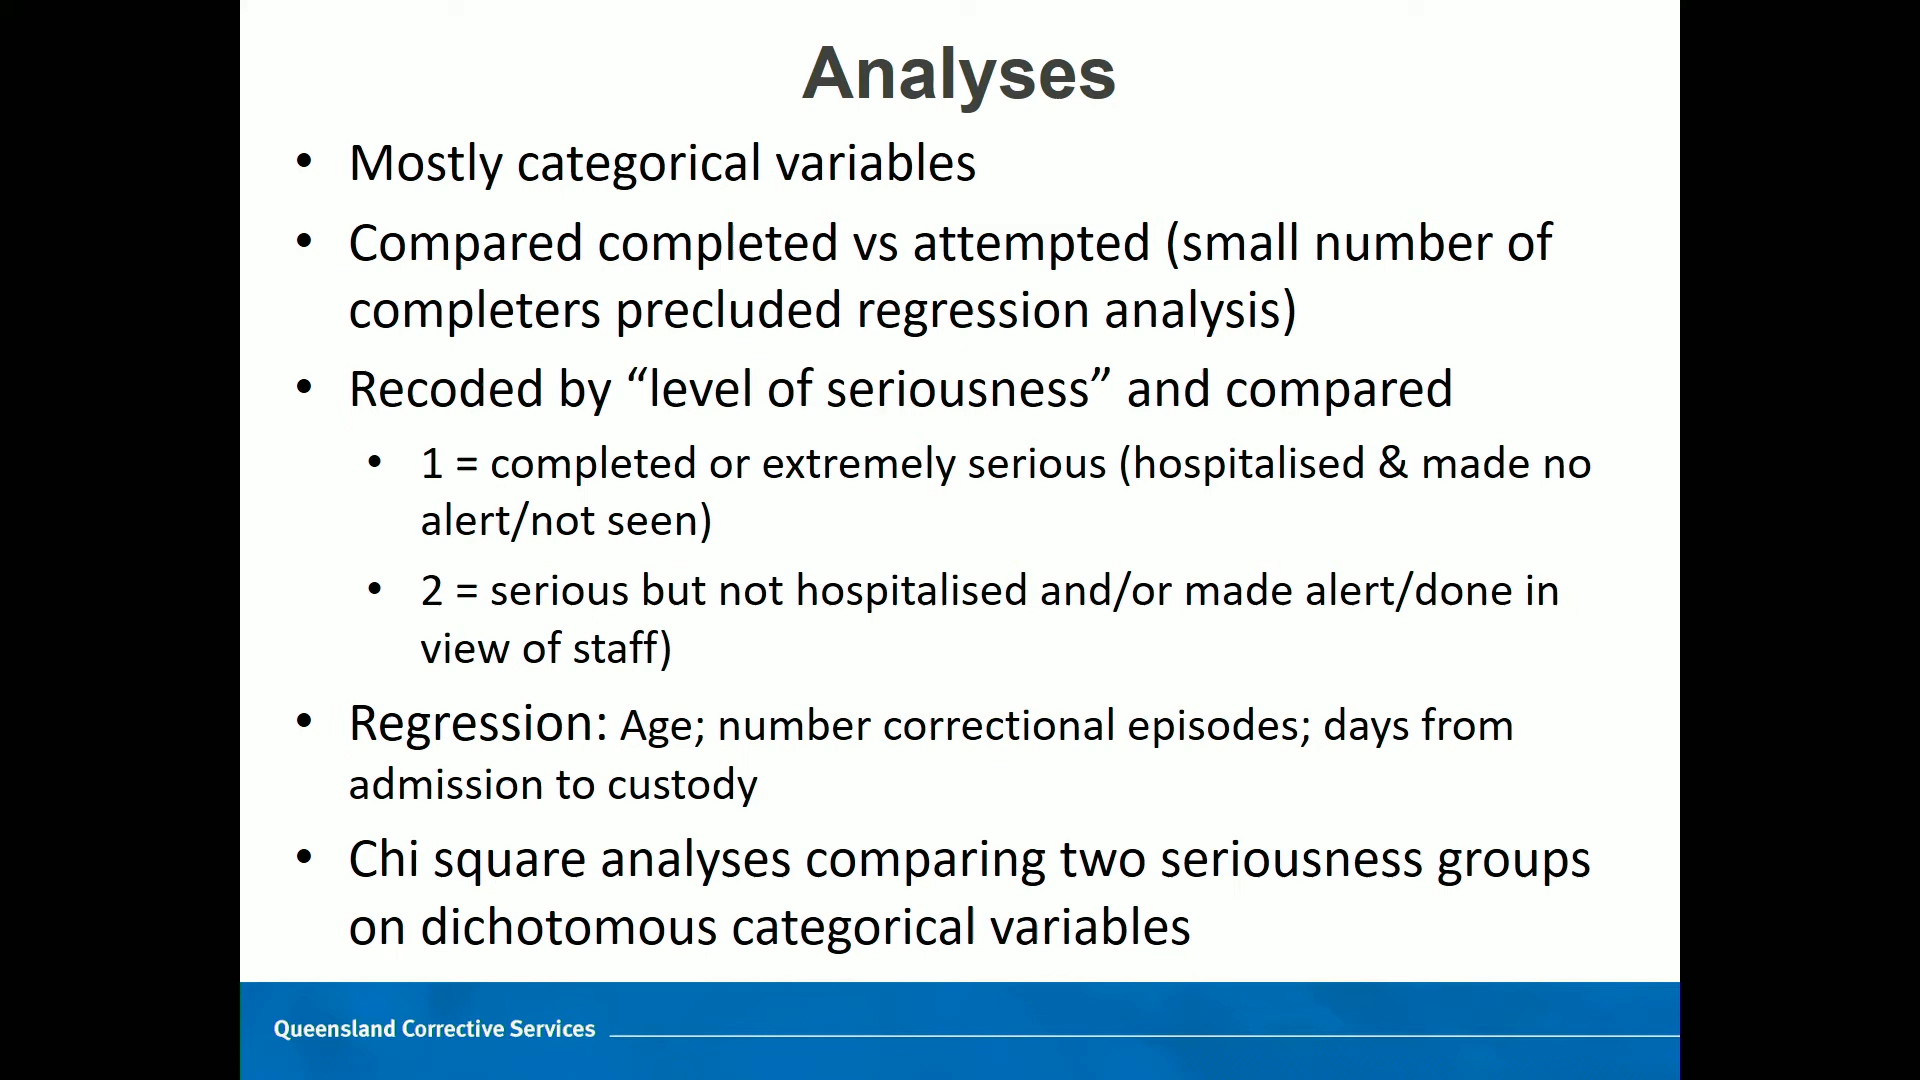 Analyses
• Mostly categorical variables
• Compared completed vs attempted (small number of
completers precluded regression analysis)
• Recoded by “level of seriousness” and compared
• 1 = completed or extremely serious (hospitalised & made no
alert/not seen)
• 2 = serious but not hospitalised and/or made alert/done in
view of staff)
• Regression: Age; number correctional episodes; days from
admission to custody
• Chi square analyses comparing two seriousness groups
on dichotomous categorical variables
Queensland Corrective Services